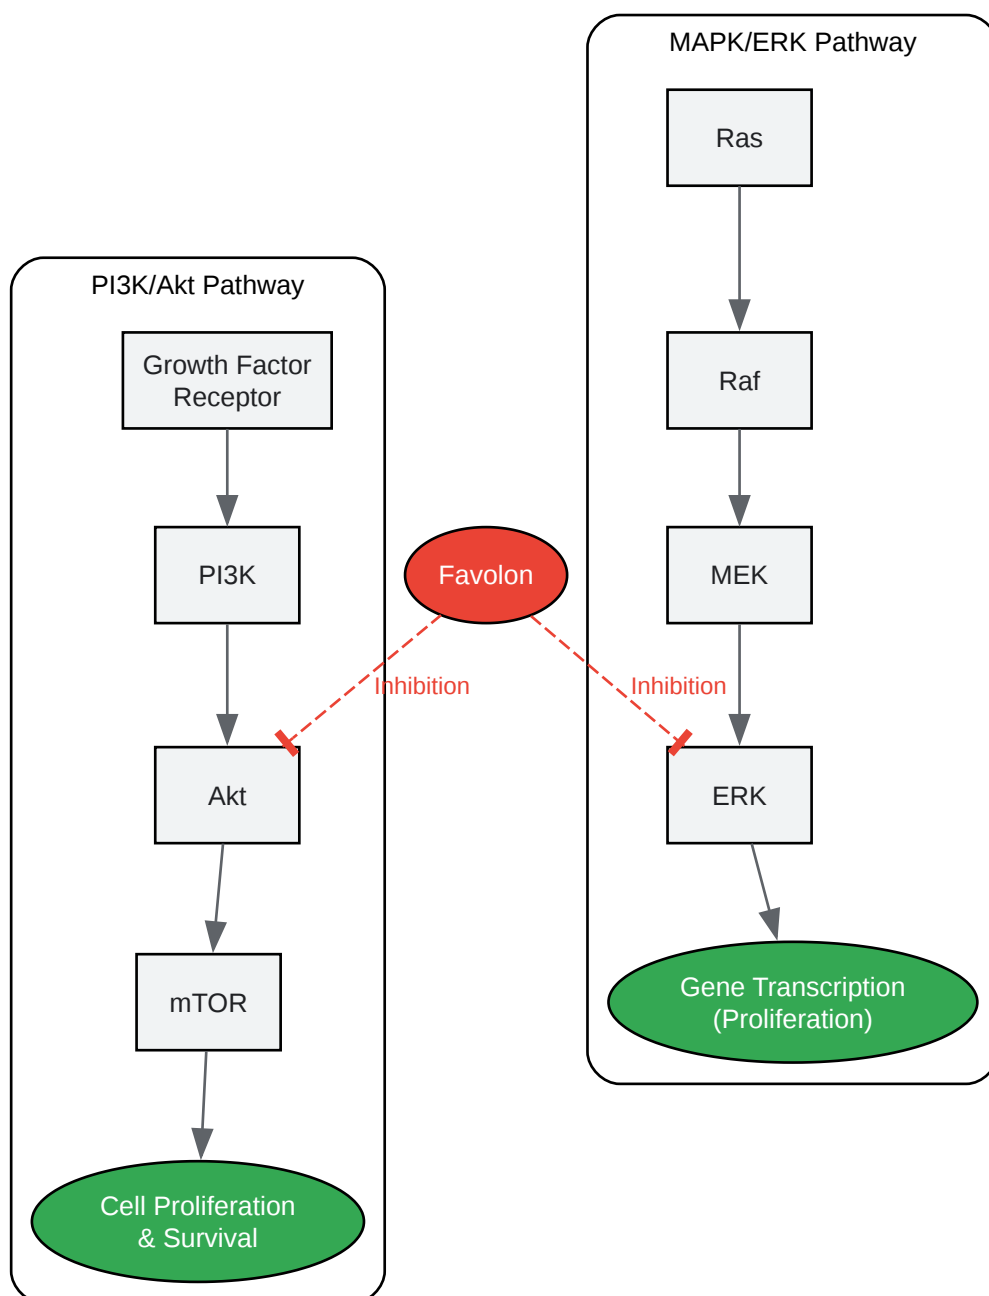 PI3K/Akt Pathway
Growth Factor
Receptor
PI3K
Akt
mTOR
Cell Proliferation
& Survival
Favolon
Inhibition
Inhibition
MAPK/ERK Pathway
Ras
Raf
MEK
ERK
Gene Transcription
(Proliferation)